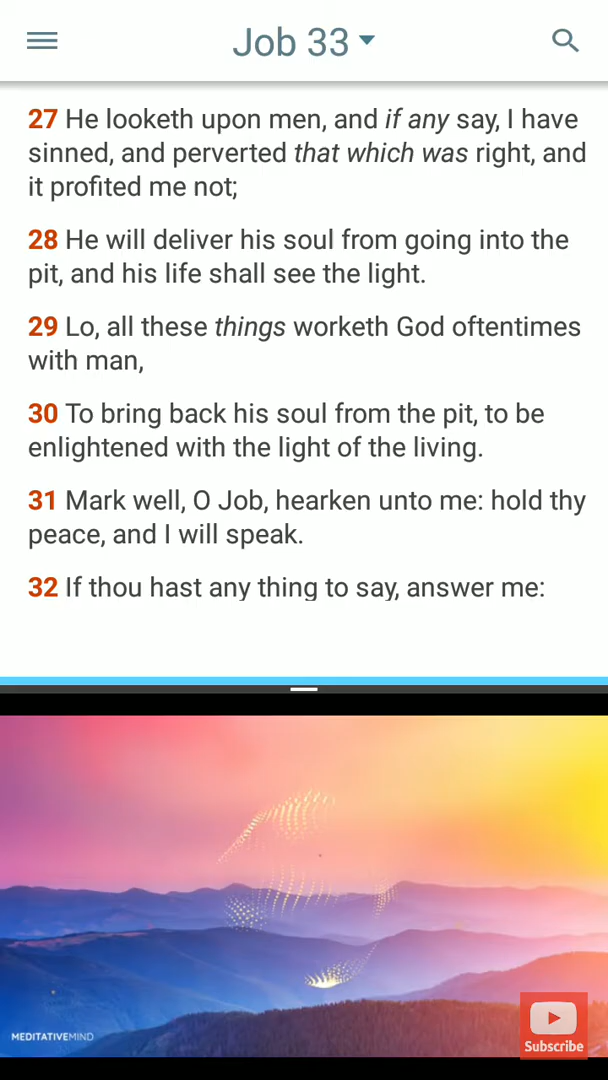 Job 33
27 He looketh upon men, and if any say, I have
sinned, and perverted that which was right, and
it profited me not;
28 He will deliver his soul from going into the
pit, and his life shall see the light.
29 Lo, all these things worketh God oftentimes
with man,
30 To bring back his soul from the pit, to be
enlightened with the light of the living.
31 Mark well, O Job, hearken unto me: hold thy
peace, and I will speak.
32 If thou hast any thing to say, answer me:
MEDITATIVEMIND
Subscribe